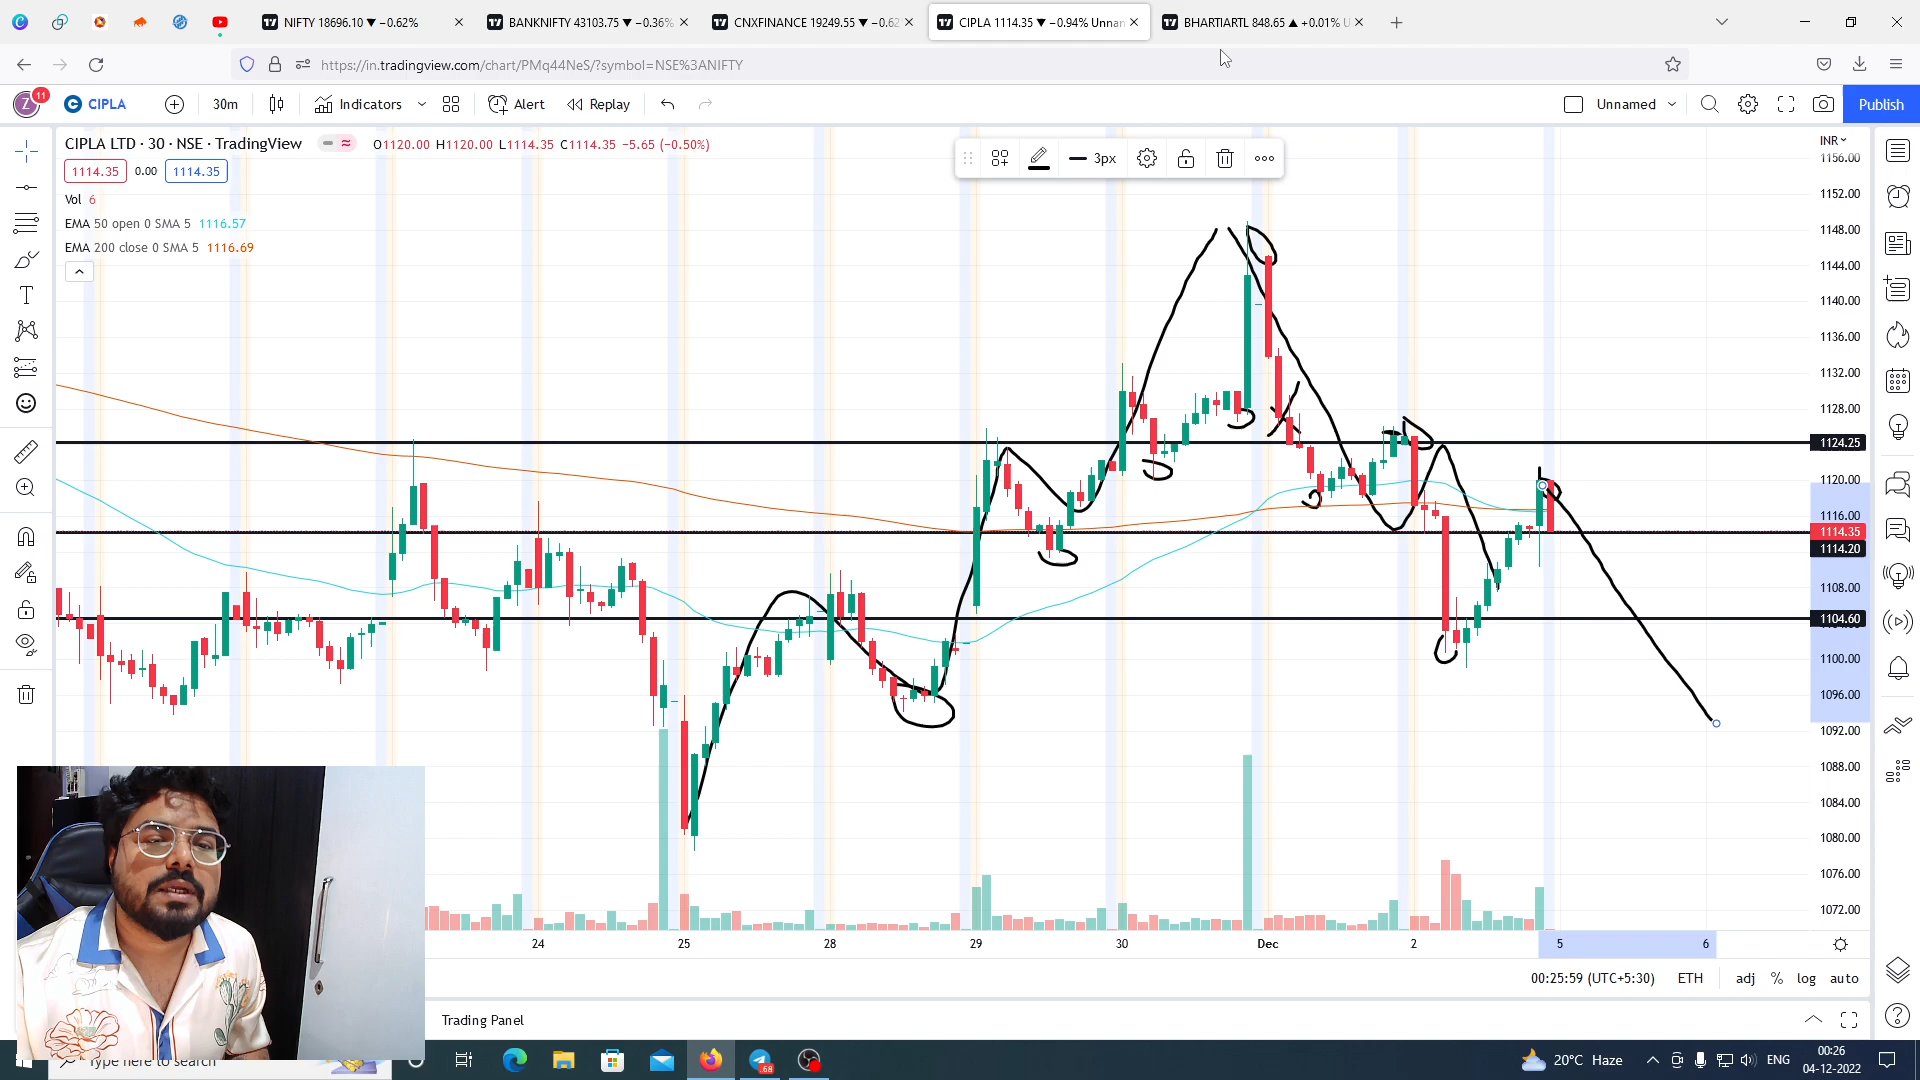 NIFTY 18696.10 ▼ −0.62%
BANKNIFTY 43103.75 ▼ −0.36%
CNXFINANCE 19249.55 ▼ −0.62
CIPLA 1114.35 ▼ −0.94% Unnam
BHARTIARTL 848.65 ▲ +0.01% U
https://in.tradingview.com/chart/PMq44NeS/?symbol=NSE%3ANIFTY
Z 11 CIPLA 30m Indicators Alert Replay Unnamed Publish
CIPLA LTD · 30 · NSE · TradingView O1120.00 H1120.00 L1114.35 C1114.35 −5.65 (−0.50%)
3px
INR
1114.35 0.00 1114.35
Vol 6
EMA 50 open 0 SMA 5 1116.57
EMA 200 close 0 SMA 5 1116.69
1156.00
1152.00
1148.00
1144.00
1140.00
1136.00
1132.00
1128.00
1124.25
1120.00
1116.00
1114.35
1114.20
1108.00
1104.60
1100.00
1096.00
1092.00
1088.00
1084.00
1080.00
1076.00
1072.00
24 25 28 29 30 Dec 2 5 6
00:25:59 (UTC+5:30) ETH adj % log auto
Trading Panel
Type here to search
.68
20°C Haze
ENG
00:26
04-12-2022